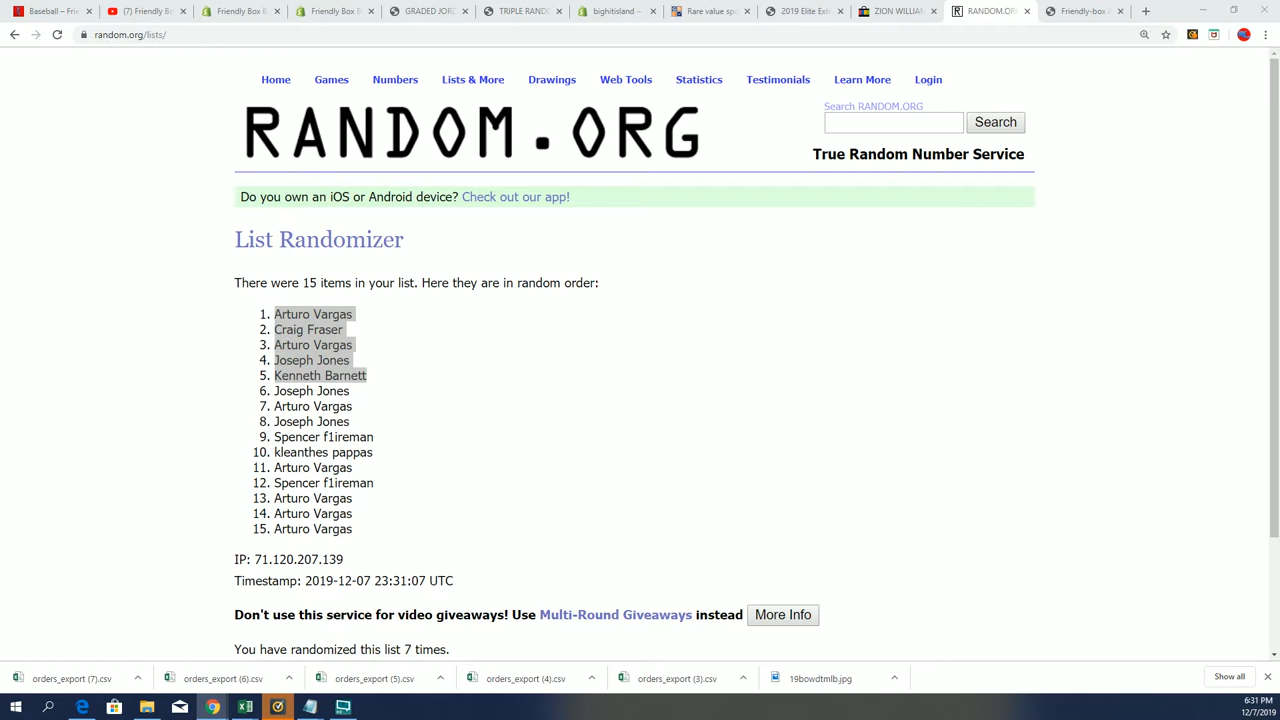 Baseball – Frie
(7) Friendly Bo
Friendly Box B
Friendly Box B
GRADED JORD
TRIPLE RANDO
bighitisland –
Rare value spo
2019 Elite Extr
ZION WILLIAM
RANDOM.OR
Friendly-box A
random.org/lists/
Home Games Numbers Lists & More Drawings Web Tools Statistics Testimonials Learn More Login
RANDOM.ORG
Search RANDOM.ORG
Search
True Random Number Service
Do you own an iOS or Android device? Check out our app!
List Randomizer
There were 15 items in your list. Here they are in random order:
1. Arturo Vargas
2. Craig Fraser
3. Arturo Vargas
4. Joseph Jones
5. Kenneth Barnett
6. Joseph Jones
7. Arturo Vargas
8. Joseph Jones
9. Spencer f1ireman
10. kleanthes pappas
11. Arturo Vargas
12. Spencer f1ireman
13. Arturo Vargas
14. Arturo Vargas
15. Arturo Vargas
IP: 71.120.207.139
Timestamp: 2019-12-07 23:31:07 UTC
Don't use this service for video giveaways! Use Multi-Round Giveaways instead More Info
You have randomized this list 7 times.
orders_export (7).csv
orders_export (6).csv
orders_export (5).csv
orders_export (4).csv
orders_export (3).csv
19bowdtmlb.jpg
Show all
6:31 PM
12/7/2019